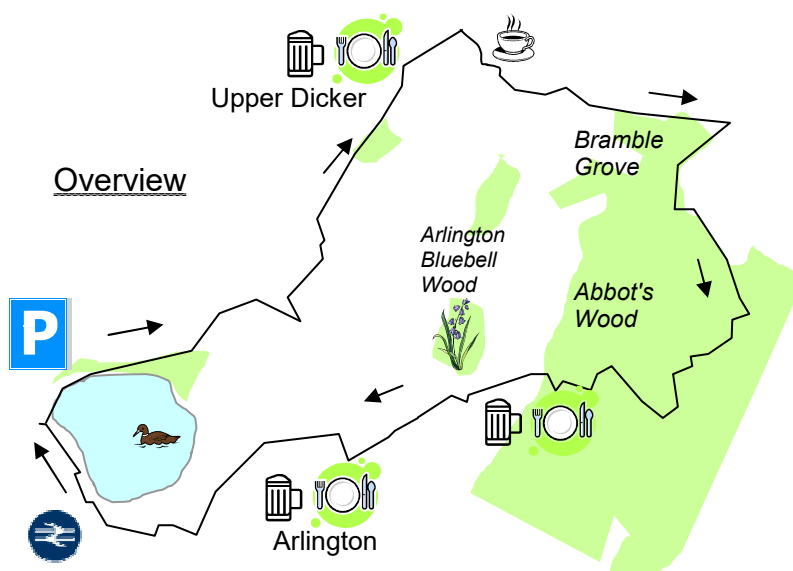 Upper Dicker
Overview
Bramble
Grove
Arlington
Bluebell
Wood
Abbot's
Wood
P
Arlington